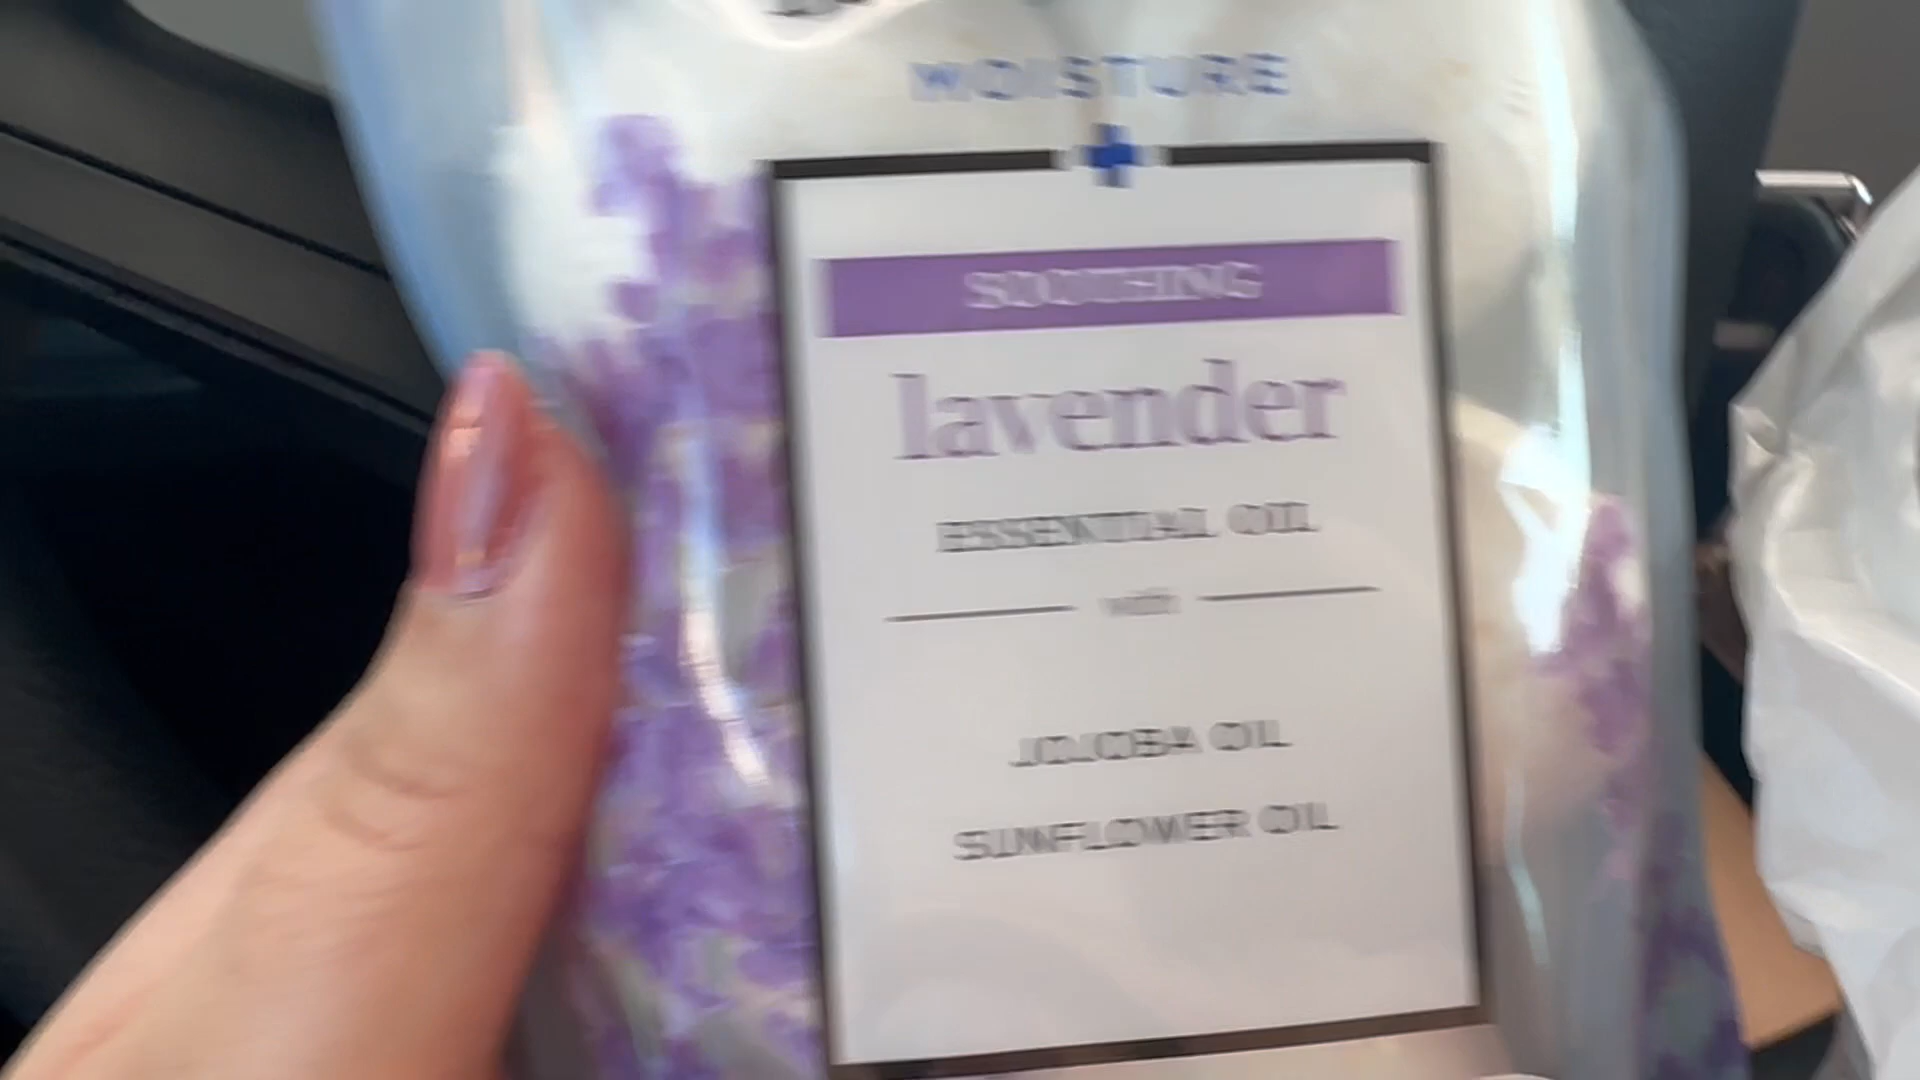 MOISTURE
+
SOOTHING
lavender
ESSENTIAL OIL
with
JOJOBA OIL
SUNFLOWER OIL